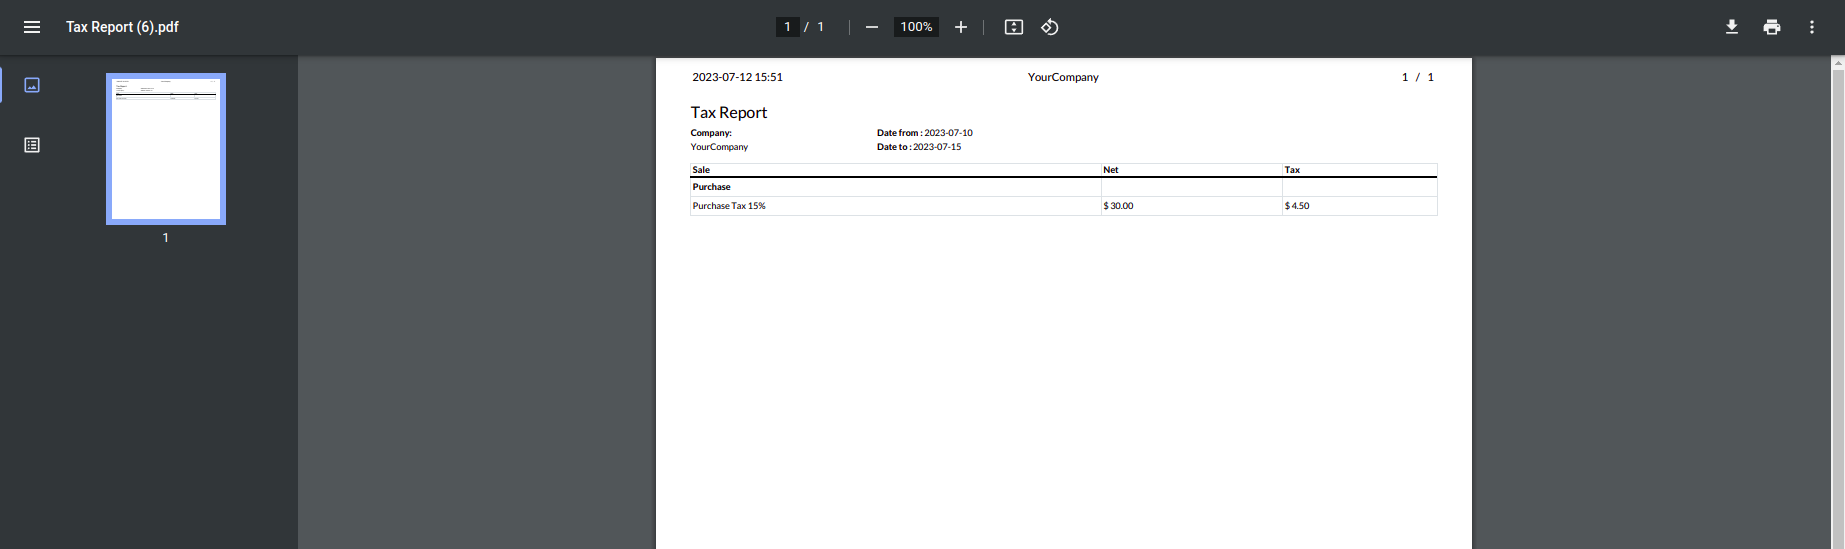 Tax Report (6).pdf
1 / 1
100%
1
2023-07-12 15:51 YourCompany 1 / 1
Tax Report
Company: Date from : 2023-07-10
YourCompany Date to : 2023-07-15
Sale Net Tax
Purchase
Purchase Tax 15% $ 30.00 $ 4.50